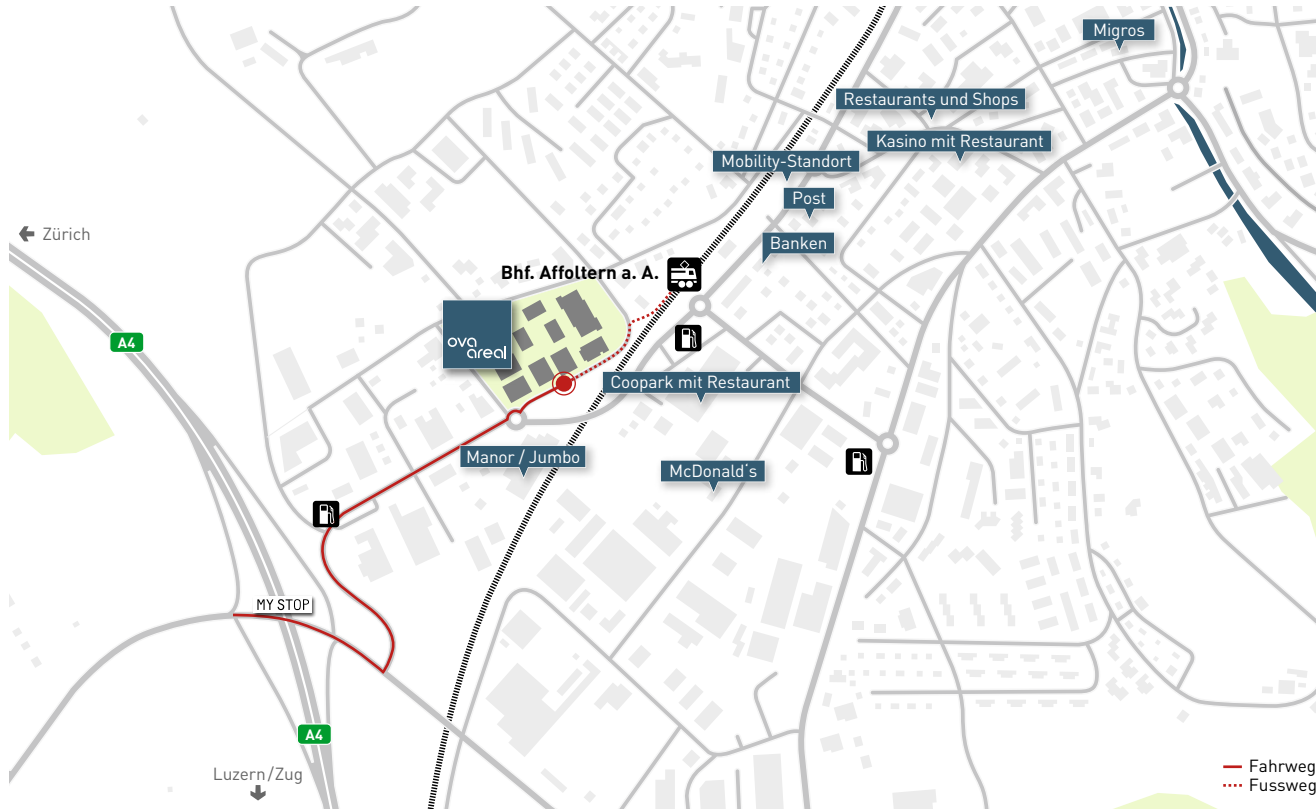 Migros
Restaurants und Shops
Kasino mit Restaurant
Mobility-Standort
Post
Banken
Zürich
Bhf. Affoltern a. A.
ova
areal
A4
Coopark mit Restaurant
Manor / Jumbo
McDonald´s
MY STOP
A4
Luzern/Zug
Fahrweg
Fussweg